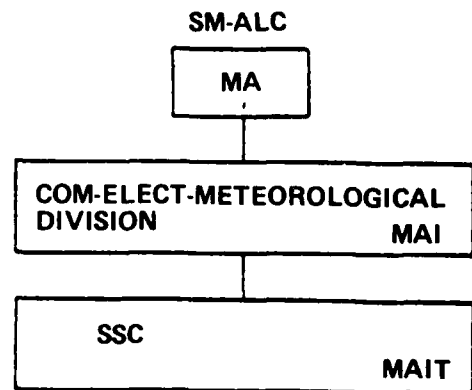 SM-ALC
MA
COM-ELECT-METEOROLOGICAL
DIVISION
MAI
SSC
MAIT